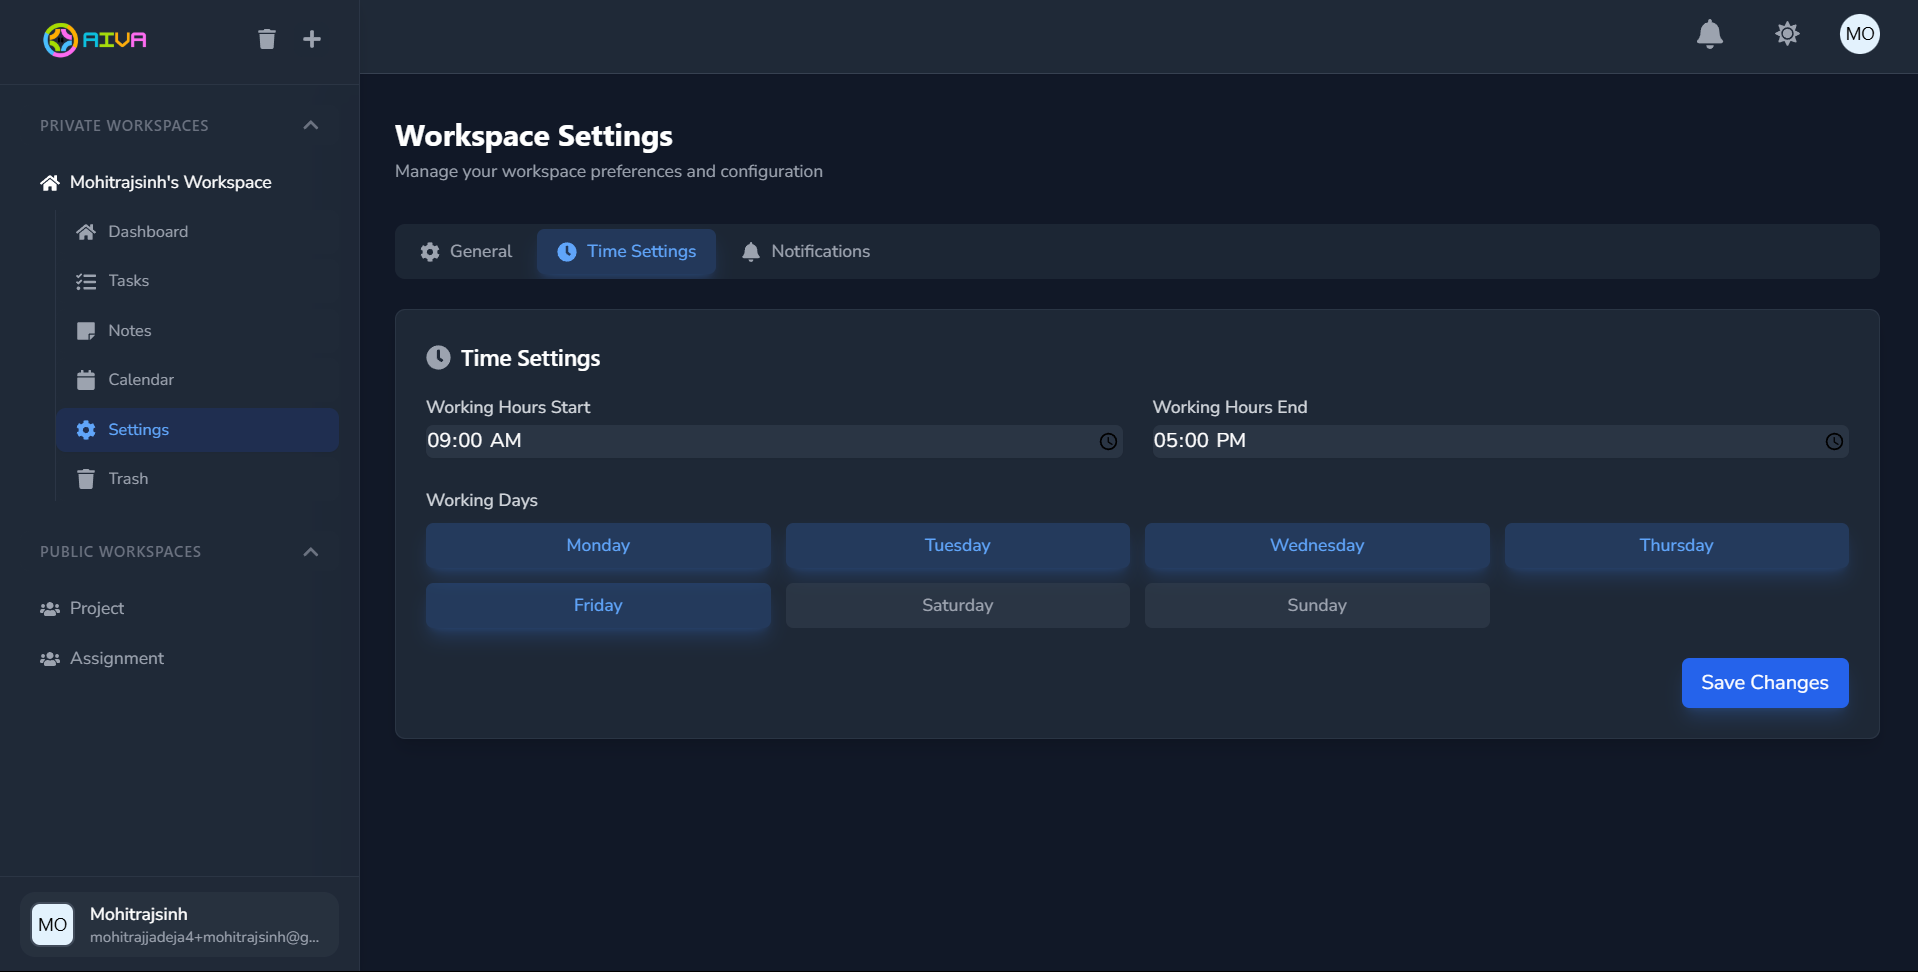 AIVA
MO
PRIVATE WORKSPACES
Mohitrajsinh's Workspace
Dashboard
Tasks
Notes
Calendar
Settings
Trash
PUBLIC WORKSPACES
Project
Assignment
MO
Mohitrajsinh
mohitrajjadeja4+mohitrajsinh@g...
Workspace Settings
Manage your workspace preferences and configuration
General Time Settings Notifications
Time Settings
Working Hours Start Working Hours End
09:00 AM 05:00 PM
Working Days
Monday Tuesday Wednesday Thursday
Friday Saturday Sunday
Save Changes